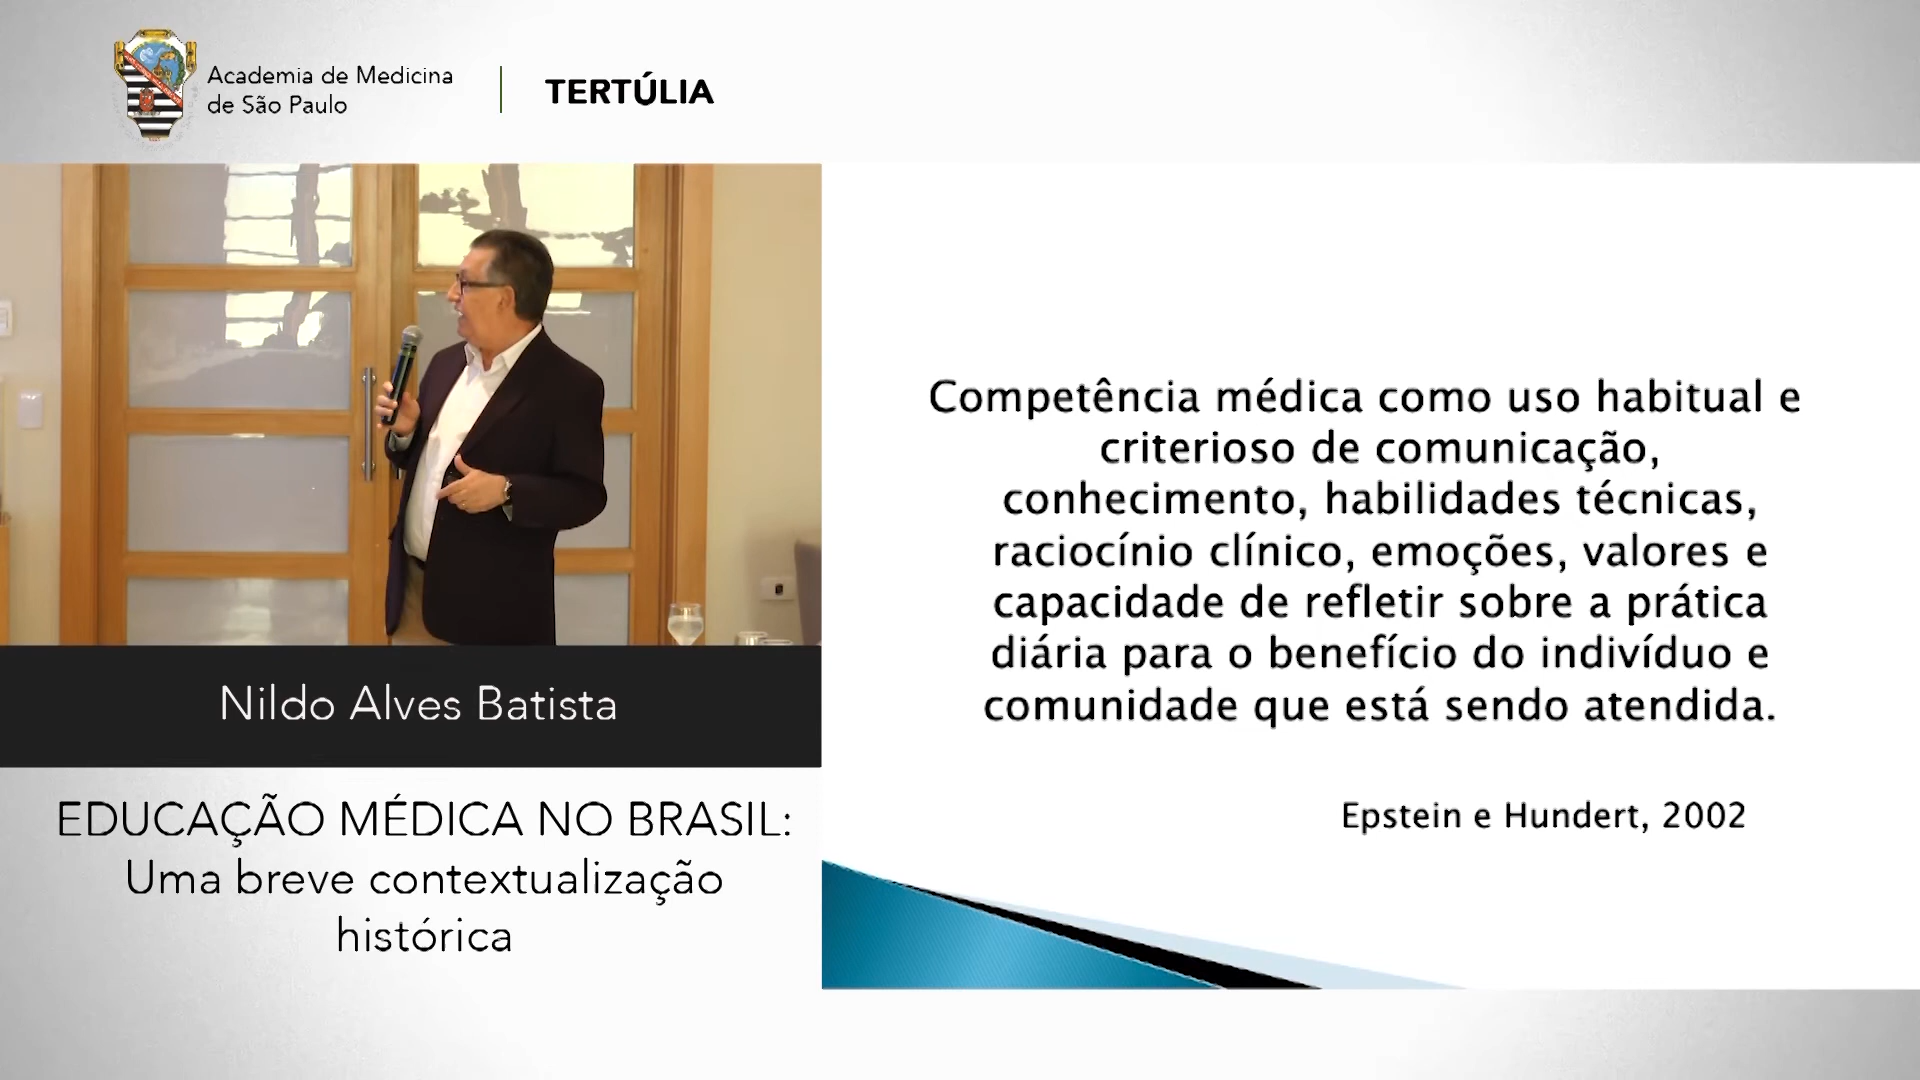 Academia de Medicina
de São Paulo
TERTÚLIA
Competência médica como uso habitual e
criterioso de comunicação,
conhecimento, habilidades técnicas,
raciocínio clínico, emoções, valores e
capacidade de refletir sobre a prática
diária para o benefício do indivíduo e
comunidade que está sendo atendida.
Epstein e Hundert, 2002
Nildo Alves Batista
EDUCAÇÃO MÉDICA NO BRASIL:
Uma breve contextualização
histórica